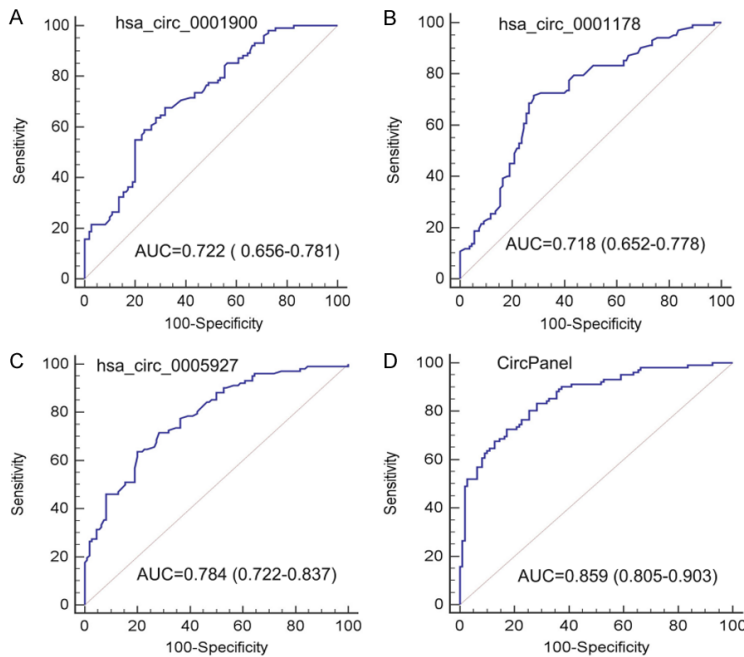 A
hsa_circ_0001900
100
80
60
40
20
0
Sensitivity
AUC=0.722 ( 0.656-0.781)
0 20 40 60 80 100
100-Specificity
B
hsa_circ_0001178
100
80
60
40
20
0
Sensitivity
AUC=0.718 (0.652-0.778)
0 20 40 60 80 100
100-Specificity
C
hsa_circ_0005927
100
80
60
40
20
0
Sensitivity
AUC=0.784 (0.722-0.837)
0 20 40 60 80 100
100-Specificity
D
CircPanel
100
80
60
40
20
0
Sensitivity
AUC=0.859 (0.805-0.903)
0 20 40 60 80 100
100-Specificity